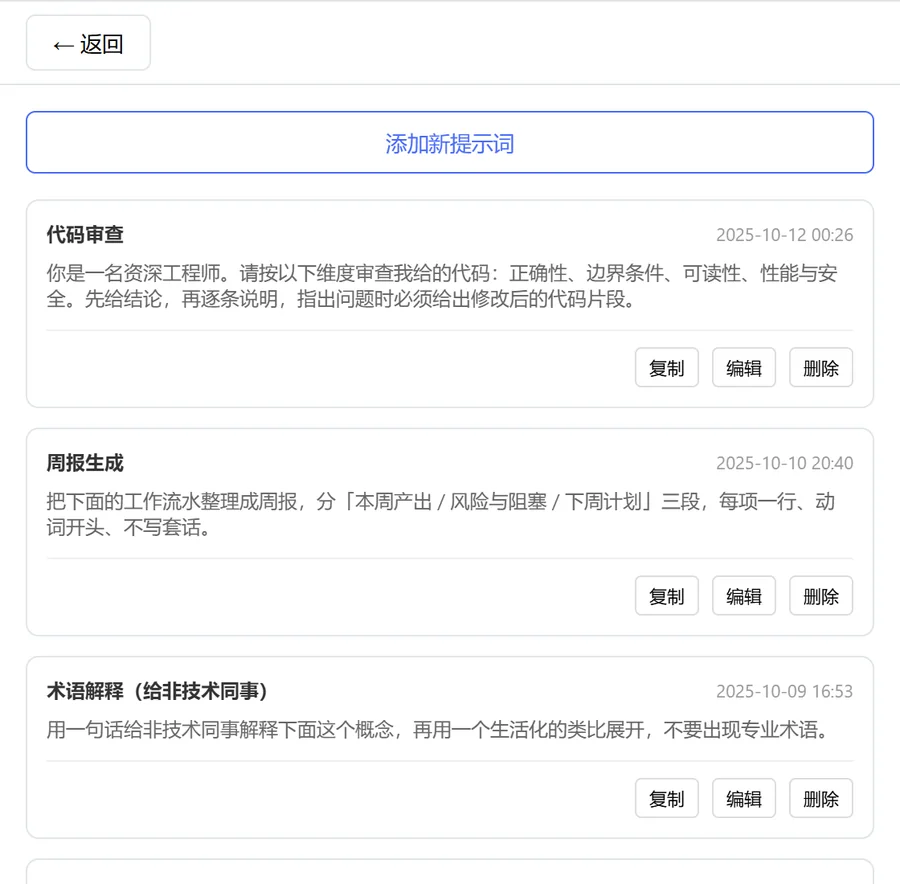 ← 返回
添加新提示词
代码审查 2025-10-12 00:26
你是一名资深工程师。请按以下维度审查我给的代码：正确性、边界条件、可读性、性能与安
全。先给结论，再逐条说明，指出问题时必须给出修改后的代码片段。
复制 编辑 删除
周报生成 2025-10-10 20:40
把下面的工作流水整理成周报，分「本周产出 / 风险与阻塞 / 下周计划」三段，每项一行、动
词开头、不写套话。
复制 编辑 删除
术语解释（给非技术同事） 2025-10-09 16:53
用一句话给非技术同事解释下面这个概念，再用一个生活化的类比展开，不要出现专业术语。
复制 编辑 删除